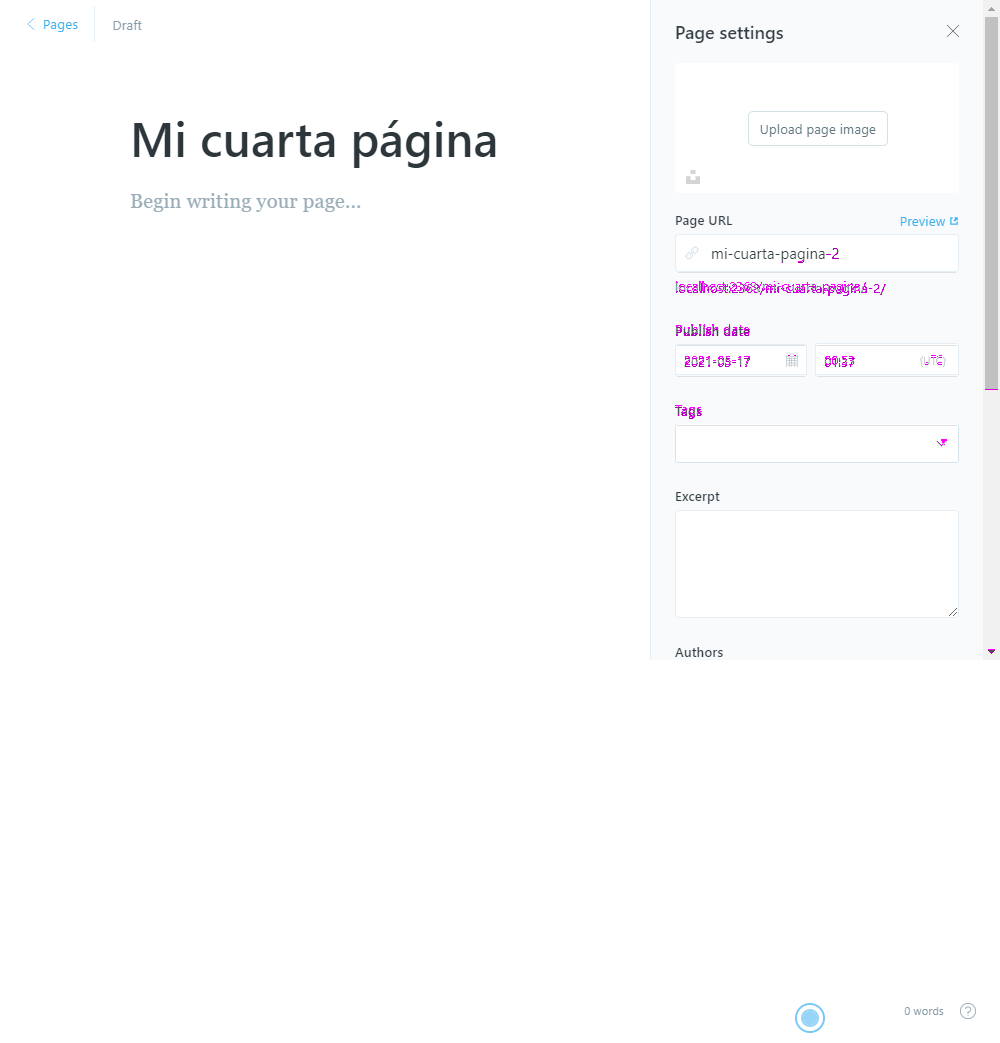 Pages
Draft
Page settings
Mi cuarta página
Upload page image
Begin writing your page...
Page URL
Preview
mi-cuarta-pagina-2
localhost:2368/mi-cuarta-pagina-2/
Publish date
2021-05-17
(UTC)
Tags
Excerpt
Authors
0 words
?